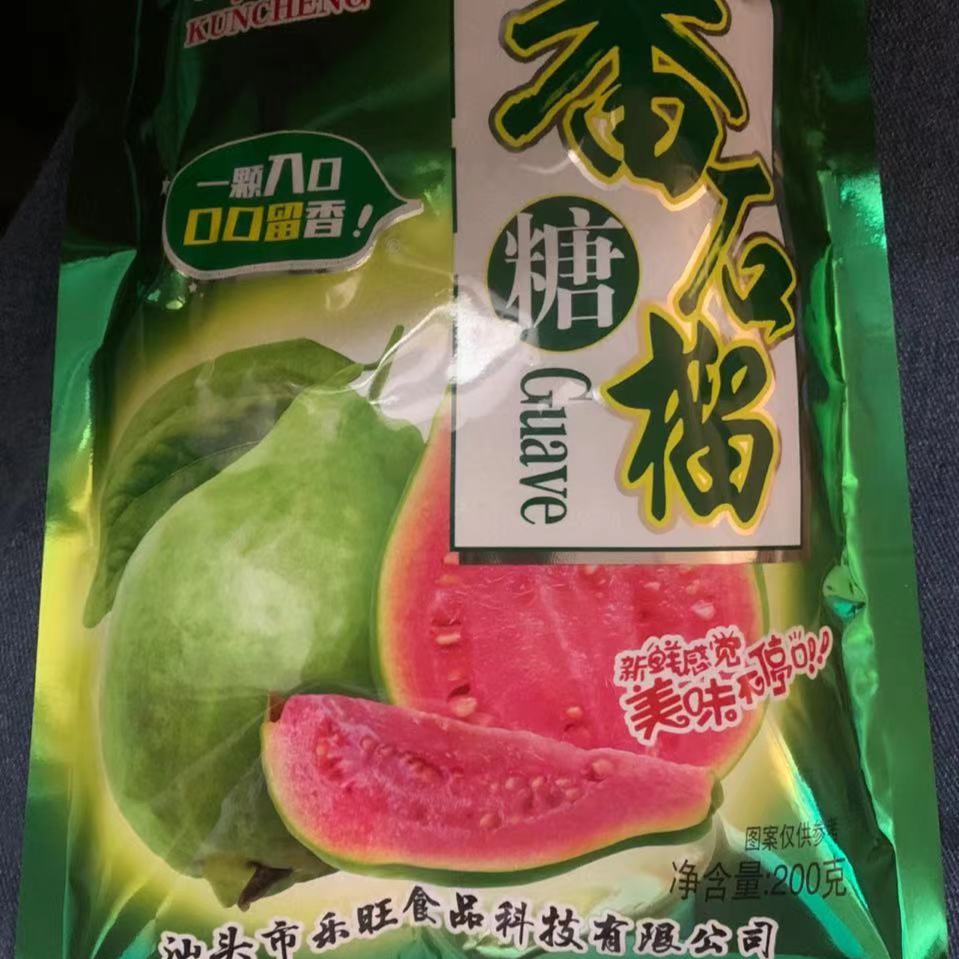 KUNCHENG
一颗入口
口口留香！
番石榴
糖
Guave
新鲜感觉
美味不停口!!
图案仅供参考
净含量:200克
汕头市乐旺食品科技有限公司